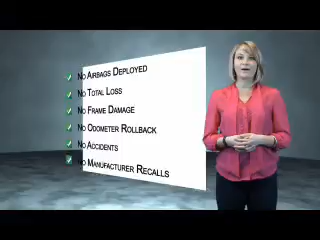 No Airbags Deployed
No Total Loss
No Frame Damage
No Odometer Rollback
No Accidents
No Manufacturer Recalls